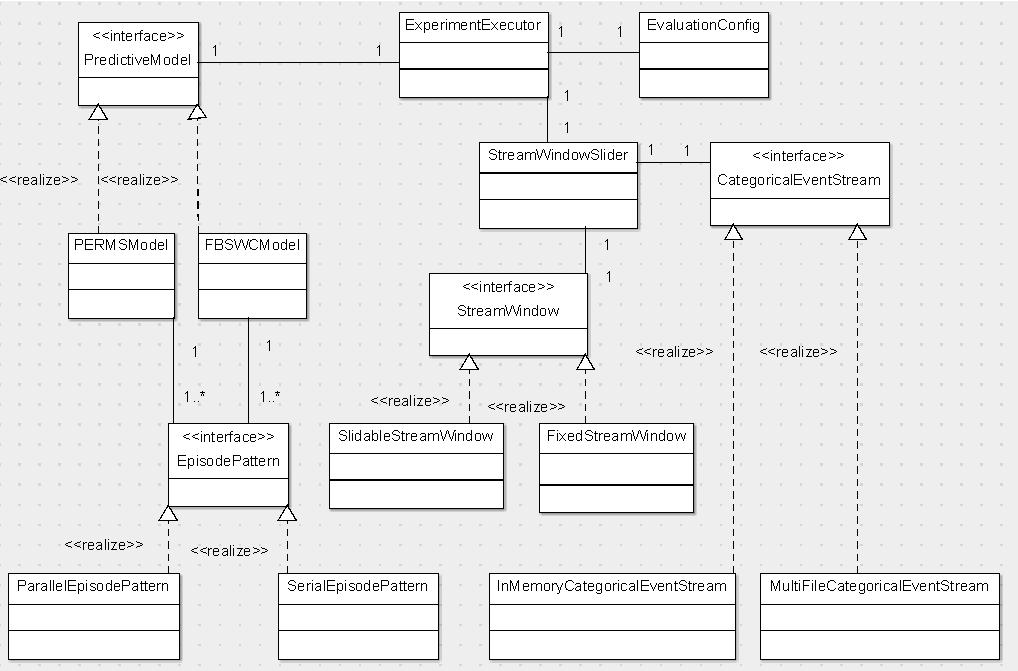 <<interface>>
PredictiveModel
1
1
ExperimentExecutor
1
1
EvaluationConfig
1
1
StreamWindowSlider
1
1
<<interface>>
CategoricalEventStream
<<realize>>
<<realize>>
PERMSModel
FBSWCModel
1
1
<<interface>>
StreamWindow
1
1
1..*
1..*
<<realize>>
<<realize>>
<<realize>>
<<realize>>
<<interface>>
EpisodePattern
SlidableStreamWindow
FixedStreamWindow
<<realize>>
<<realize>>
ParallelEpisodePattern
SerialEpisodePattern
InMemoryCategoricalEventStream
MultiFileCategoricalEventStream